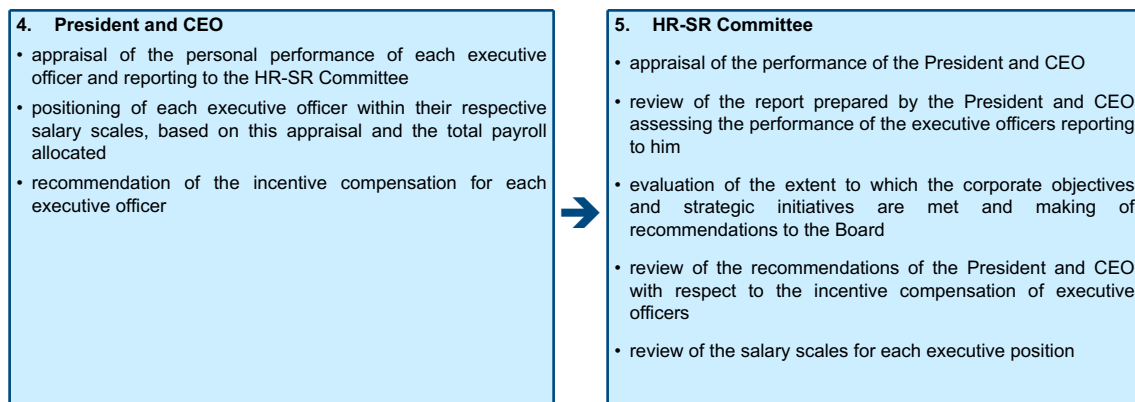 4. President and CEO
• appraisal of the personal performance of each executive
officer and reporting to the HR-SR Committee
• positioning of each executive officer within their respective
salary scales, based on this appraisal and the total payroll
allocated
• recommendation of the incentive compensation for each
executive officer
5. HR-SR Committee
• appraisal of the performance of the President and CEO
• review of the report prepared by the President and CEO
assessing the performance of the executive officers reporting
to him
• evaluation of the extent to which the corporate objectives
and strategic initiatives are met and making of
recommendations to the Board
• review of the recommendations of the President and CEO
with respect to the incentive compensation of executive
officers
• review of the salary scales for each executive position